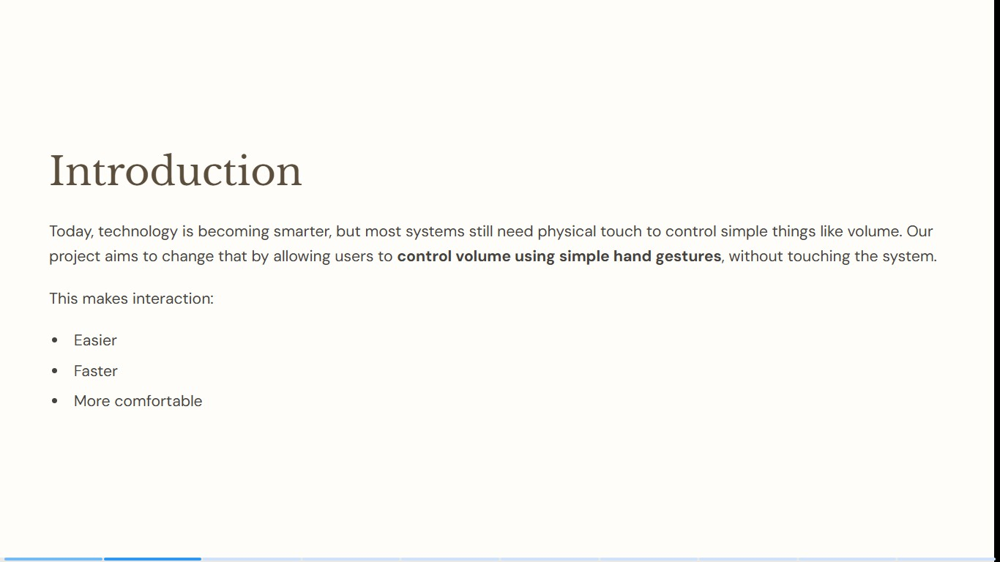 Introduction
Today, technology is becoming smarter, but most systems still need physical touch to control simple things like volume. Our
project aims to change that by allowing users to control volume using simple hand gestures, without touching the system.
This makes interaction:
• Easier
• Faster
• More comfortable